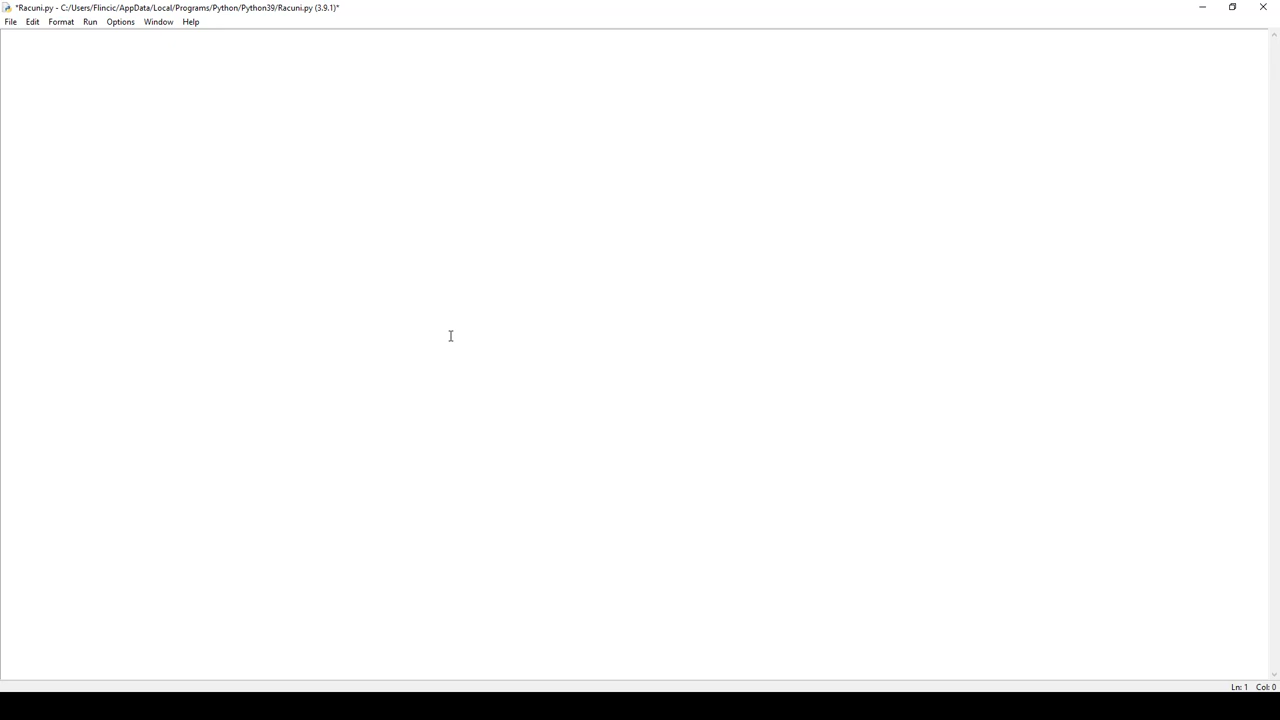 *Racuni.py - C:/Users/Flincic/AppData/Local/Programs/Python/Python39/Racuni.py (3.9.1)*
File Edit Format Run Options Window Help
Ln: 1 Col: 0